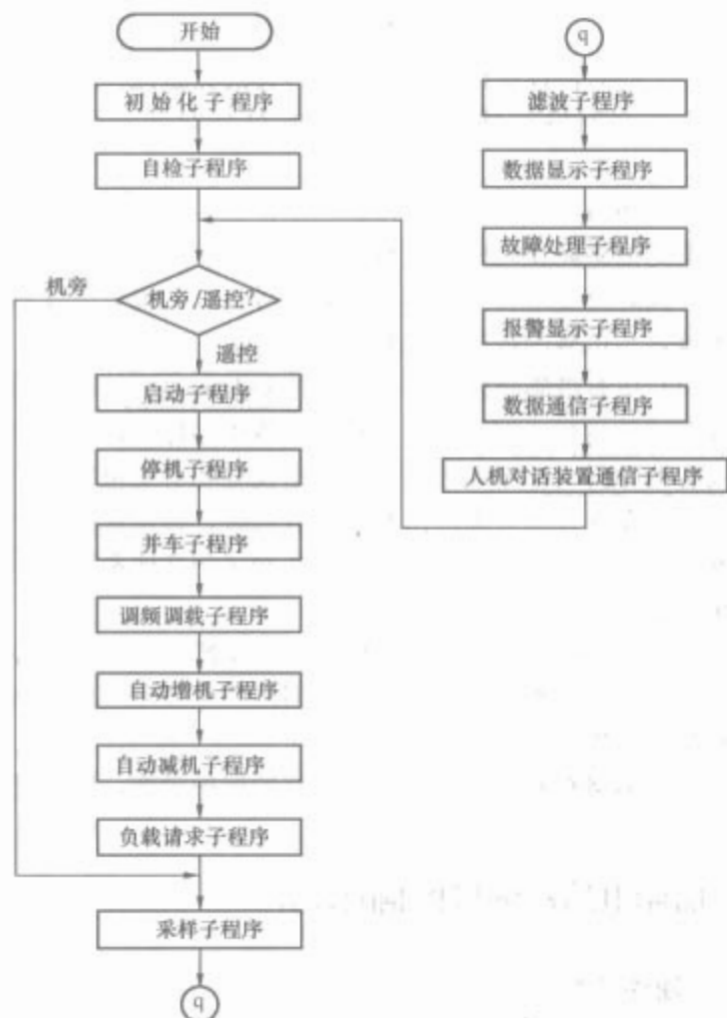 开始
初始化子程序
自检子程序
机旁/遥控?
机旁
遥控
启动子程序
停机子程序
并车子程序
调频调载子程序
自动增机子程序
自动减机子程序
负载请求子程序
采样子程序
q
q
滤波子程序
数据显示子程序
故障处理子程序
报警显示子程序
数据通信子程序
人机对话装置通信子程序